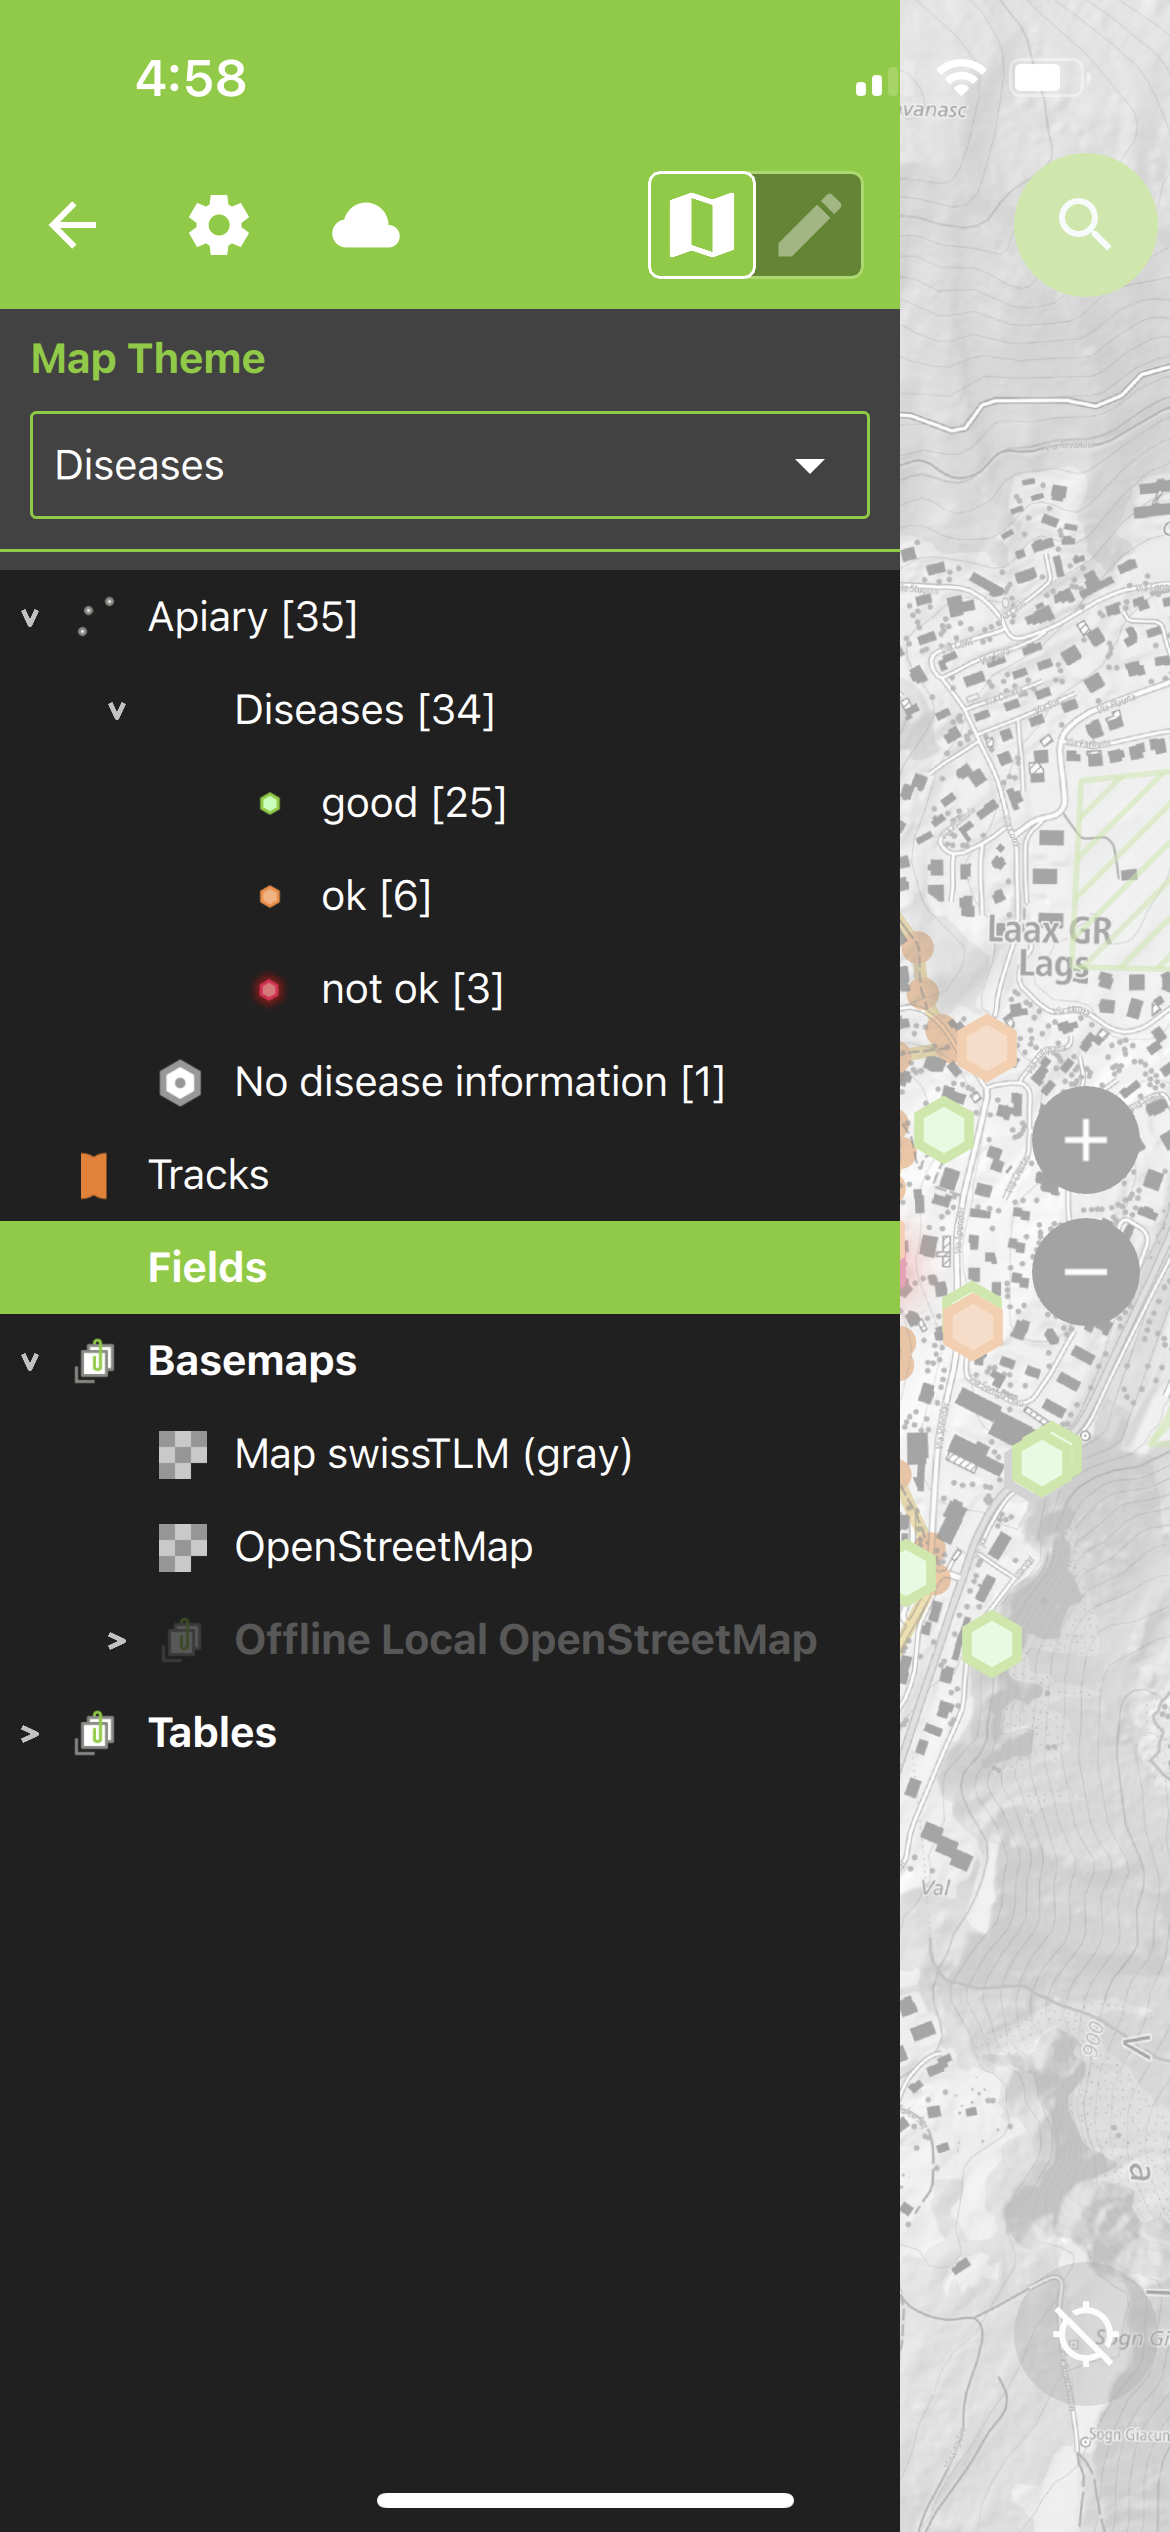 4:58
avanasc
Map Theme
Diseases
Apiary [35]
Diseases [34]
good [25]
ok [6]
not ok [3]
No disease information [1]
Tracks
Fields
Basemaps
Map swissTLM (gray)
OpenStreetMap
Offline Local OpenStreetMap
Tables
Laax GR
Lags
Val
900
V
a
Sogn Gi
Sogn Giacun